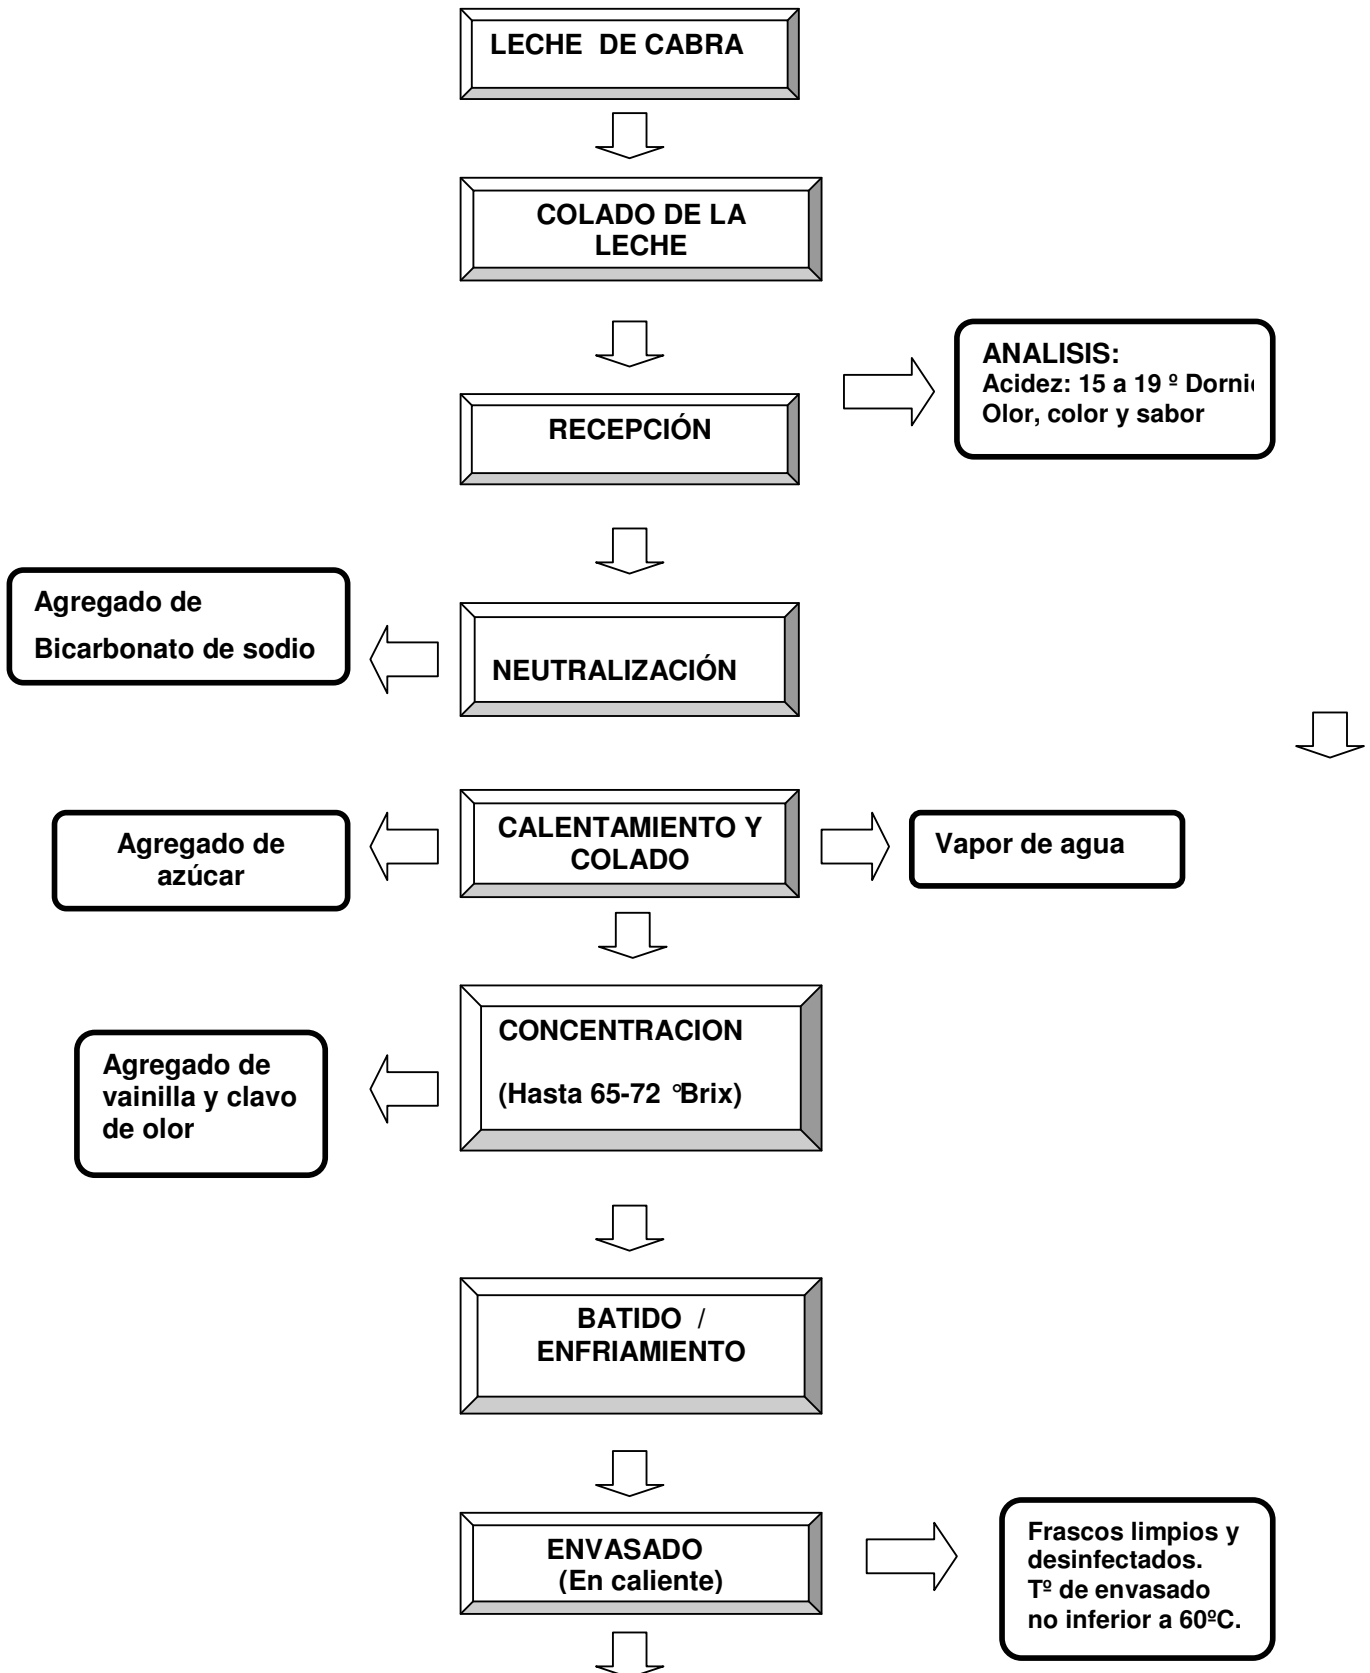 LECHE DE CABRA
COLADO DE LA
LECHE
RECEPCIÓN
ANALISIS:
Acidez: 15 a 19 º
Olor, color y sabor
Agregado de
Bicarbonato de sodio
NEUTRALIZACIÓN
Agregado de
azúcar
CALENTAMIENTO Y
COLADO
Vapor de agua
CONCENTRACION
(Hasta 65-72 °Brix)
Agregado de
vainilla y clavo
de olor
BATIDO /
ENFRIAMIENTO
ENVASADO
(En caliente)
Frascos limpios y
desinfectados.
Tº de envasado
no inferior a 60ºC.